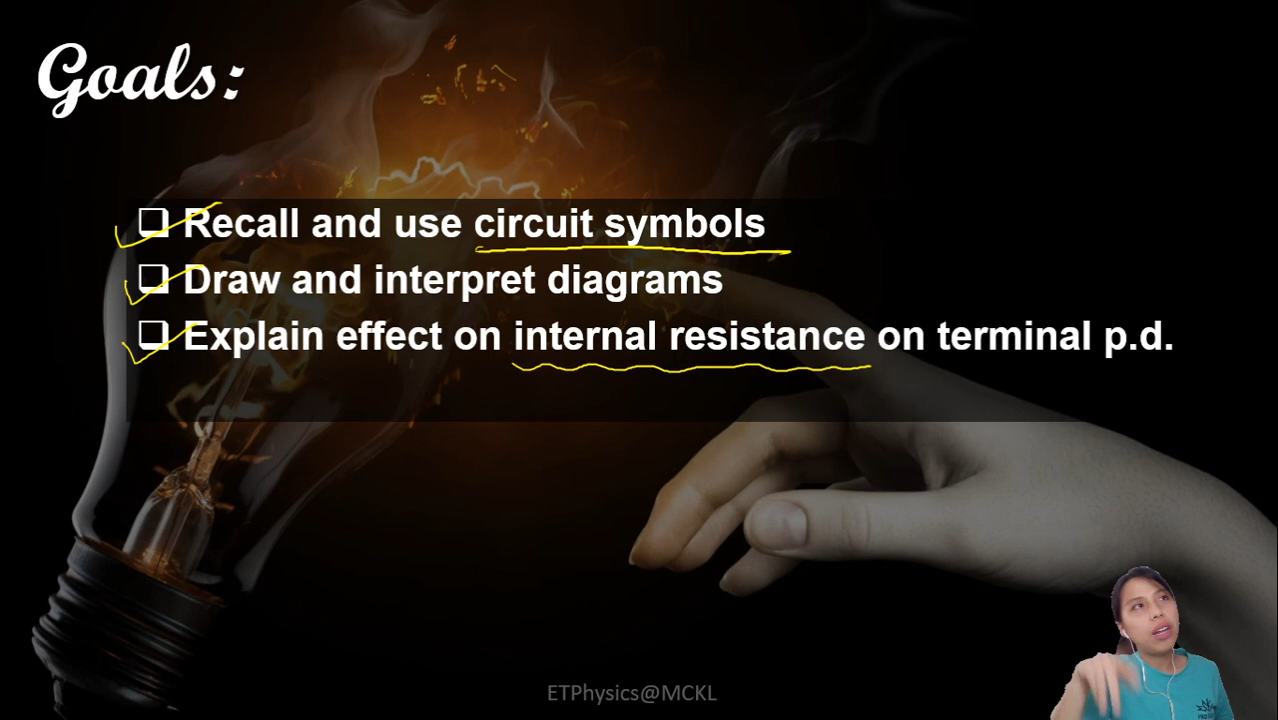 Goals:
❑ Recall and use circuit symbols
❑ Draw and interpret diagrams
❑ Explain effect on internal resistance on terminal p.d.
ETPhysics@MCKL